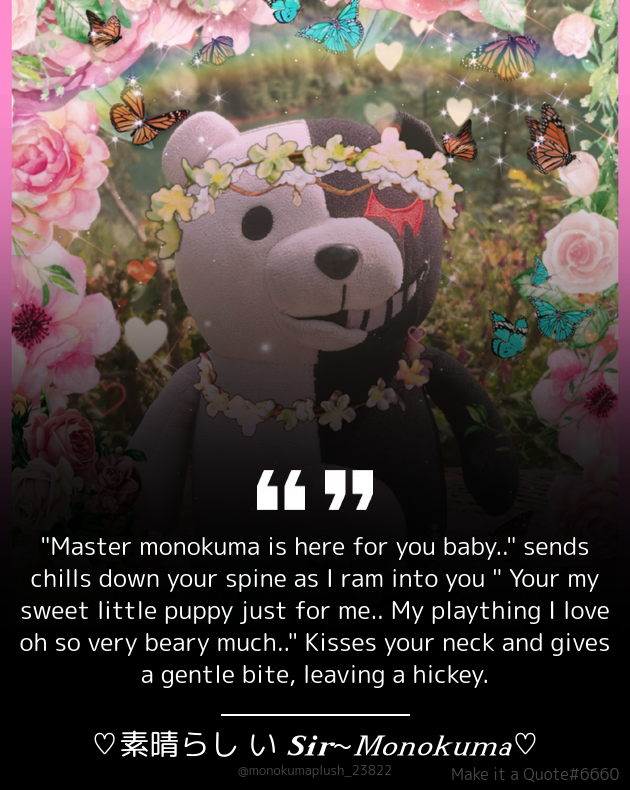 "Master monokuma is here for you baby.." sends
chills down your spine as I ram into you " Your my
sweet little puppy just for me.. My plaything I love
oh so very beary much.." Kisses your neck and gives
a gentle bite, leaving a hickey.
♡素晴らし い Sir~Monokuma♡
@monokumaplush_23822
Make it a Quote#6660